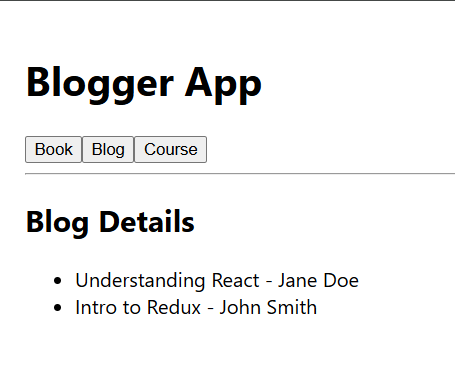 Blogger App
Book Blog Course
Blog Details
Understanding React - Jane Doe
Intro to Redux - John Smith